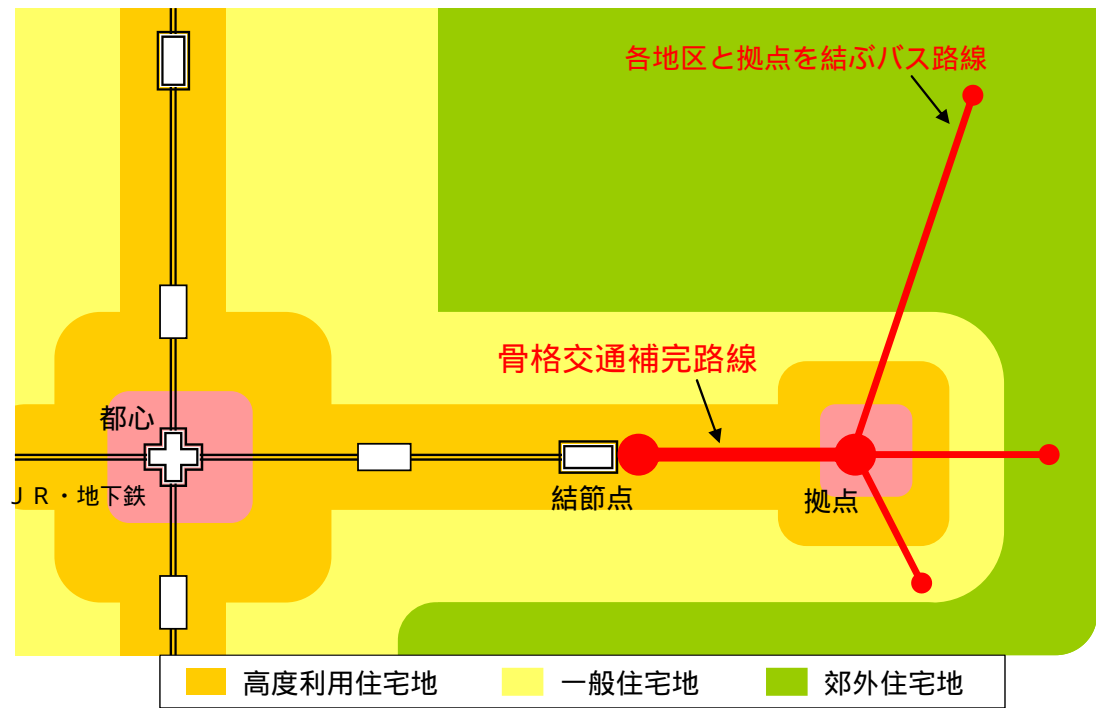 各地区と拠点を結ぶバス路線
骨格交通補完路線
都心
ＪＲ・地下鉄
結節点
拠点
高度利用住宅地
一般住宅地
郊外住宅地